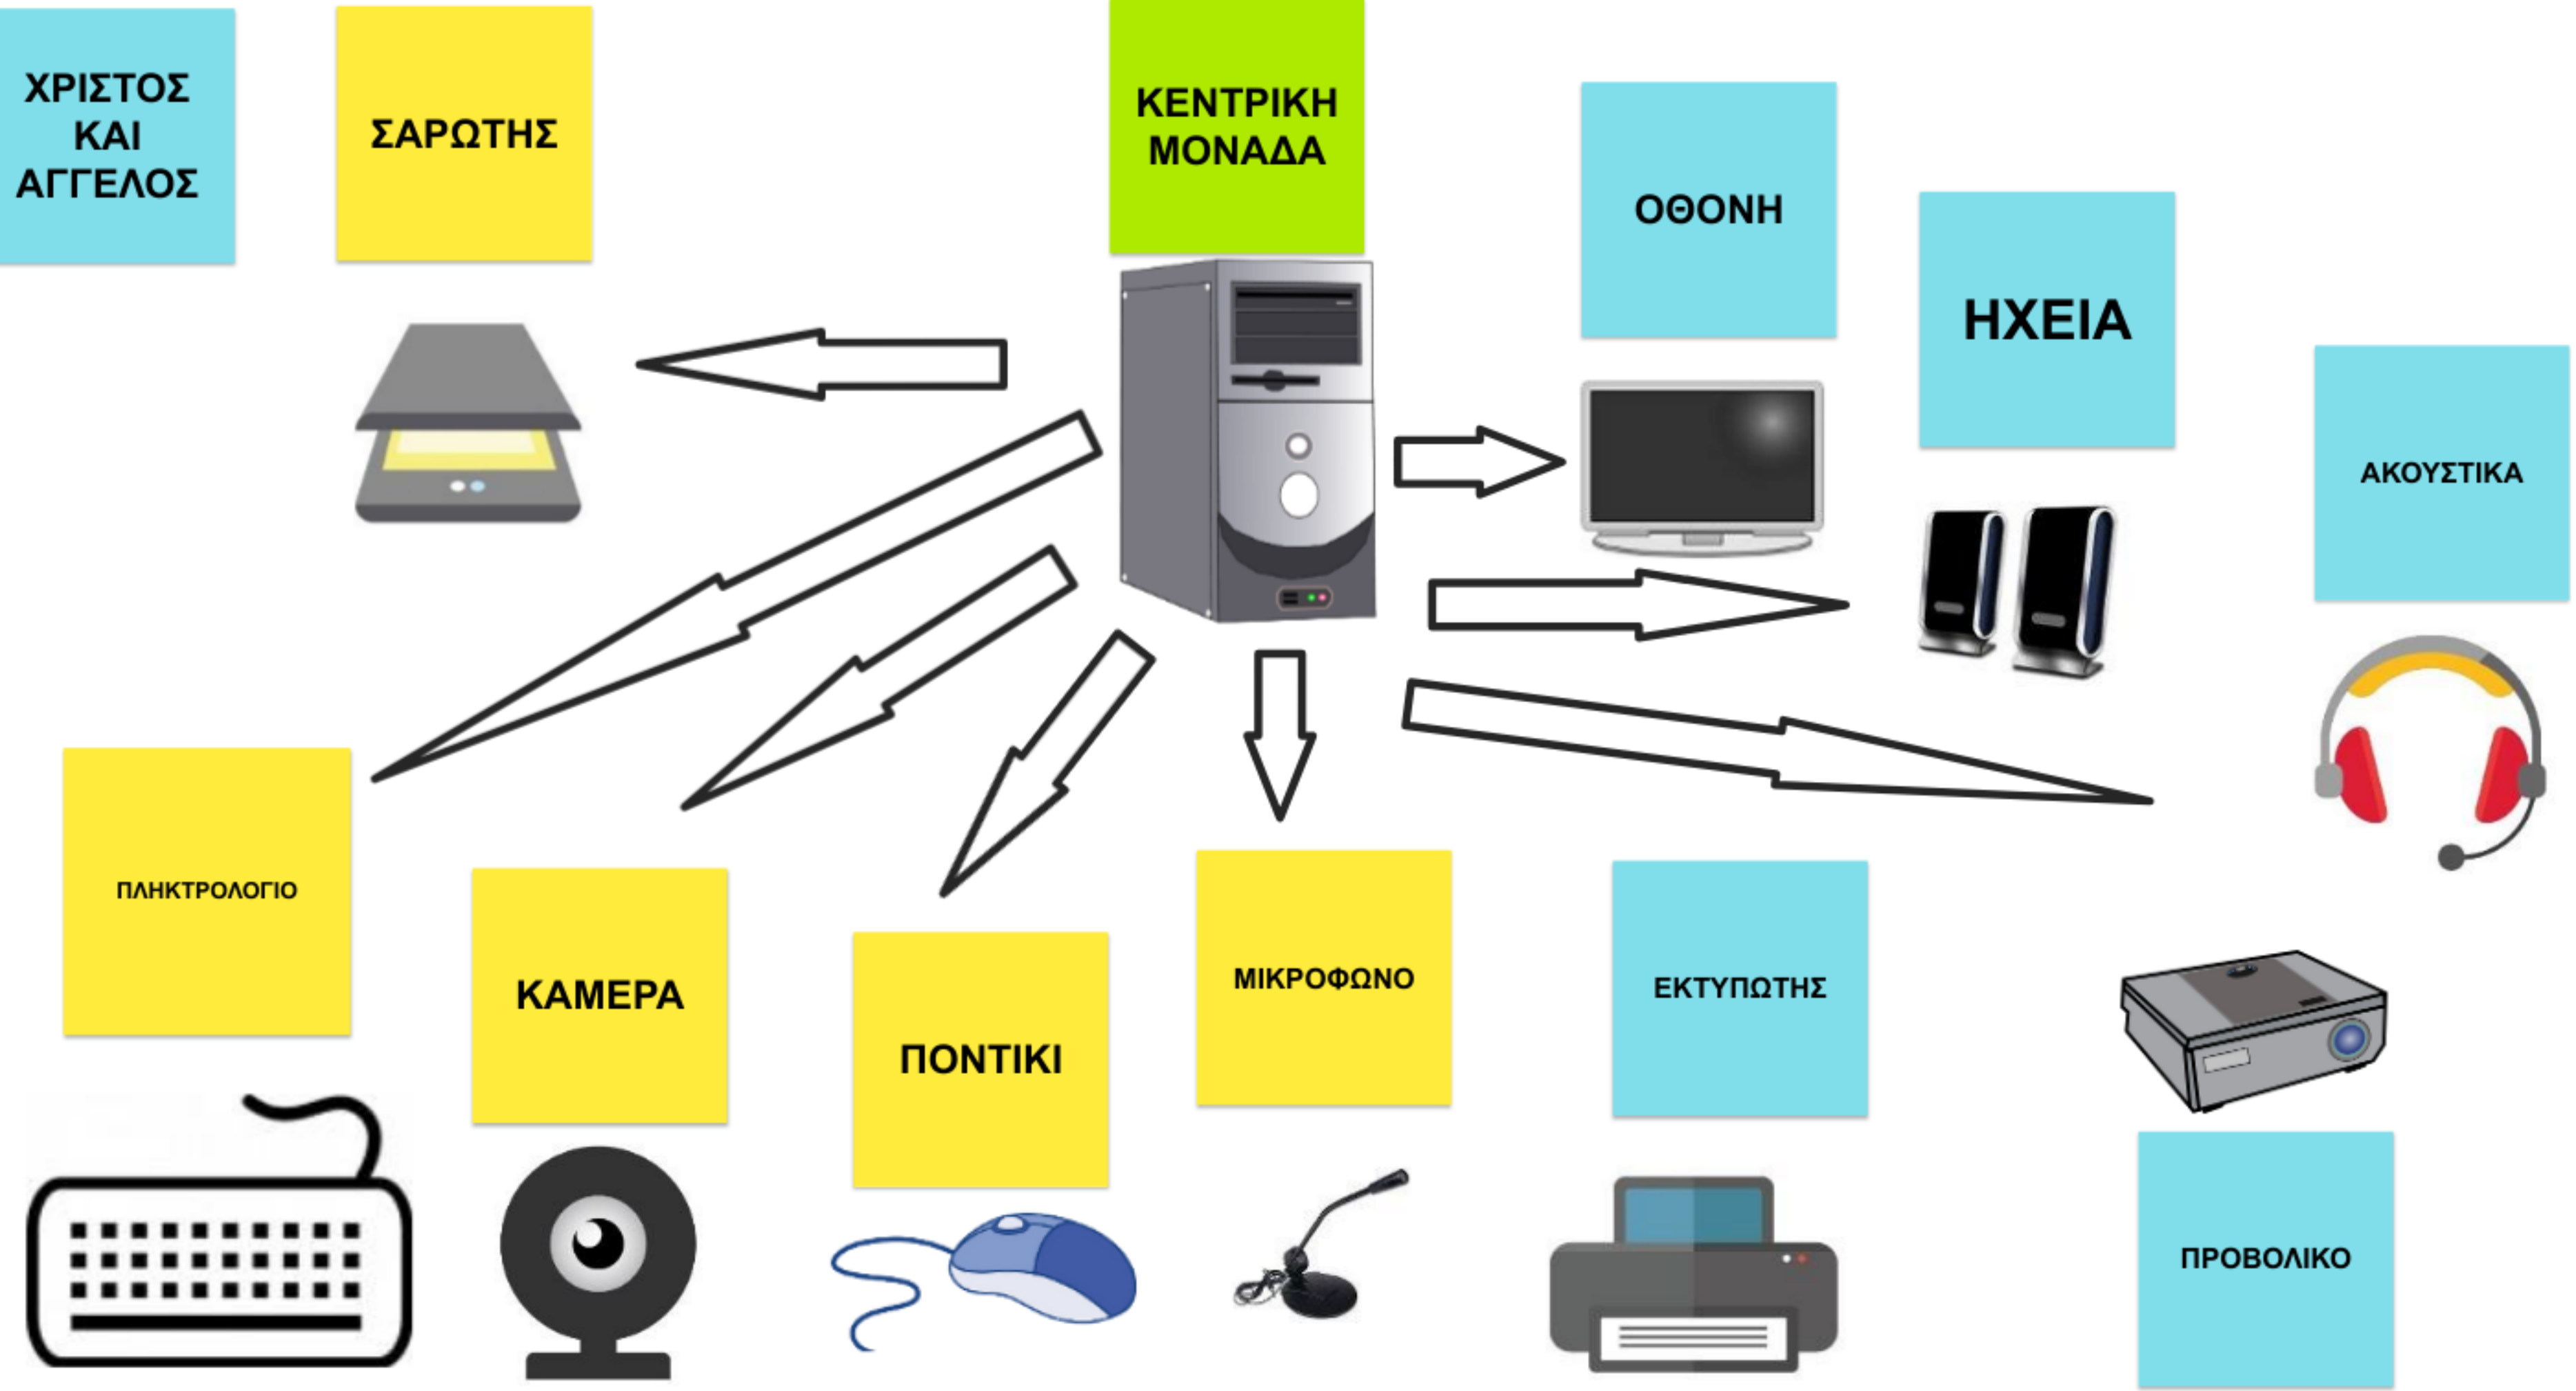 ΧΡΙΣΤΟΣ
ΚΑΙ
ΑΓΓΕΛΟΣ
ΣΑΡΩΤΗΣ
ΚΕΝΤΡΙΚΗ
ΜΟΝΑΔΑ
ΟΘΟΝΗ
ΗΧΕΙΑ
ΑΚΟΥΣΤΙΚΑ
ΠΛΗΚΤΡΟΛΟΓΙΟ
ΚΑΜΕΡΑ
ΠΟΝΤΙΚΙ
ΜΙΚΡΟΦΩΝΟ
ΕΚΤΥΠΩΤΗΣ
ΠΡΟΒΟΛΙΚΟ